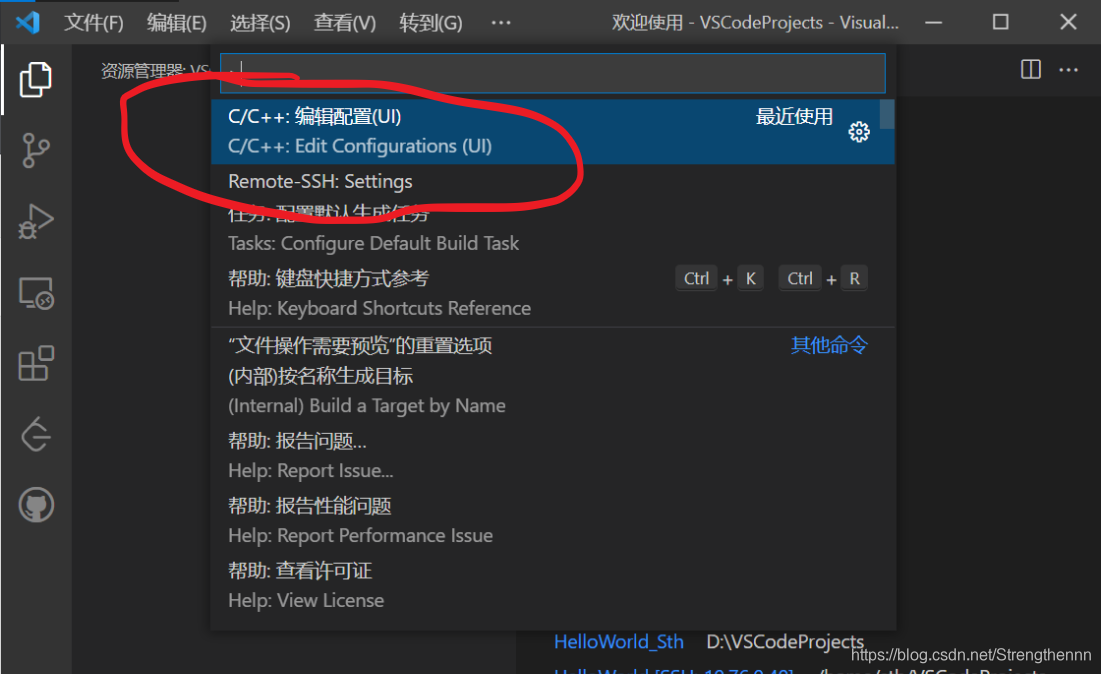 文件(F) 编辑(E) 选择(S) 查看(V) 转到(G) ··· 欢迎使用 - VSCodeProjects - Visual...
资源管理器: VS
C/C++: 编辑配置(UI) 最近使用
C/C++: Edit Configurations (UI)
Remote-SSH: Settings
任务: 配置默认生成任务
Tasks: Configure Default Build Task
帮助: 键盘快捷方式参考 Ctrl + K Ctrl + R
Help: Keyboard Shortcuts Reference
“文件操作需要预览”的重置选项 其他命令
(内部)按名称生成目标
(Internal) Build a Target by Name
帮助: 报告问题...
Help: Report Issue...
帮助: 报告性能问题
Help: Report Performance Issue
帮助: 查看许可证
Help: View License
HelloWorld_Sth D:\VSCodeProjects
https://blog.csdn.net/Strengthennn